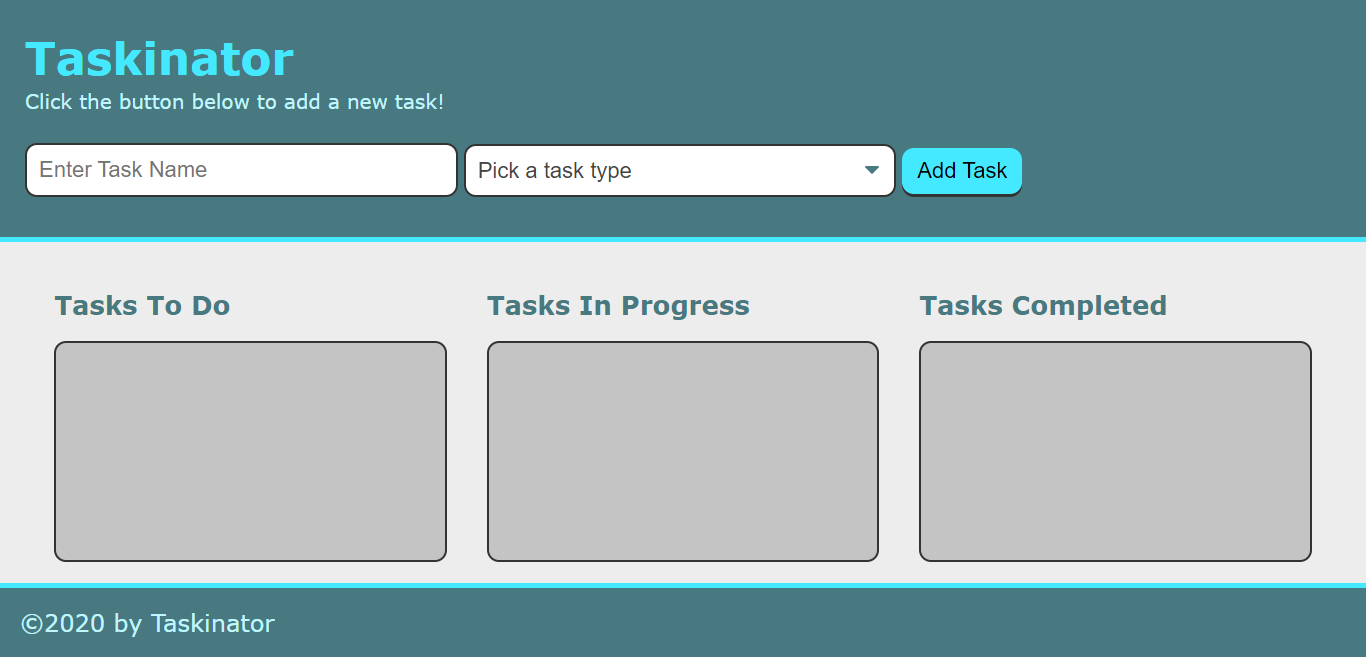 Taskinator
Click the button below to add a new task!
Enter Task Name
Pick a task type
Add Task
Tasks To Do
Tasks In Progress
Tasks Completed
©2020 by Taskinator